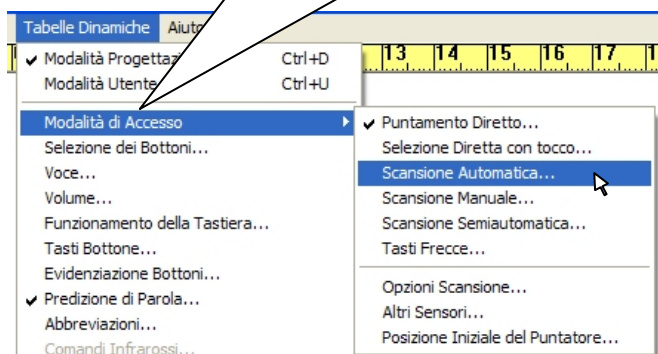 Tabelle Dinamiche
13 14 15 16 17 1
✓ Modalità Progettazi Ctrl+D
Modalità Utente Ctrl+U
Modalità di Accesso
Selezione dei Bottoni...
Voce...
Volume...
Funzionamento della Tastiera...
Tasti Bottone...
Evidenziazione Bottoni...
✓ Predizione di Parola...
Abbreviazioni...
Comandi Infrarossi...
✓ Puntamento Diretto...
Selezione Diretta con tocco...
Scansione Automatica...
Scansione Manuale...
Scansione Semiautomatica...
Tasti Frecce...
Opzioni Scansione...
Altri Sensori...
Posizione Iniziale del Puntatore...